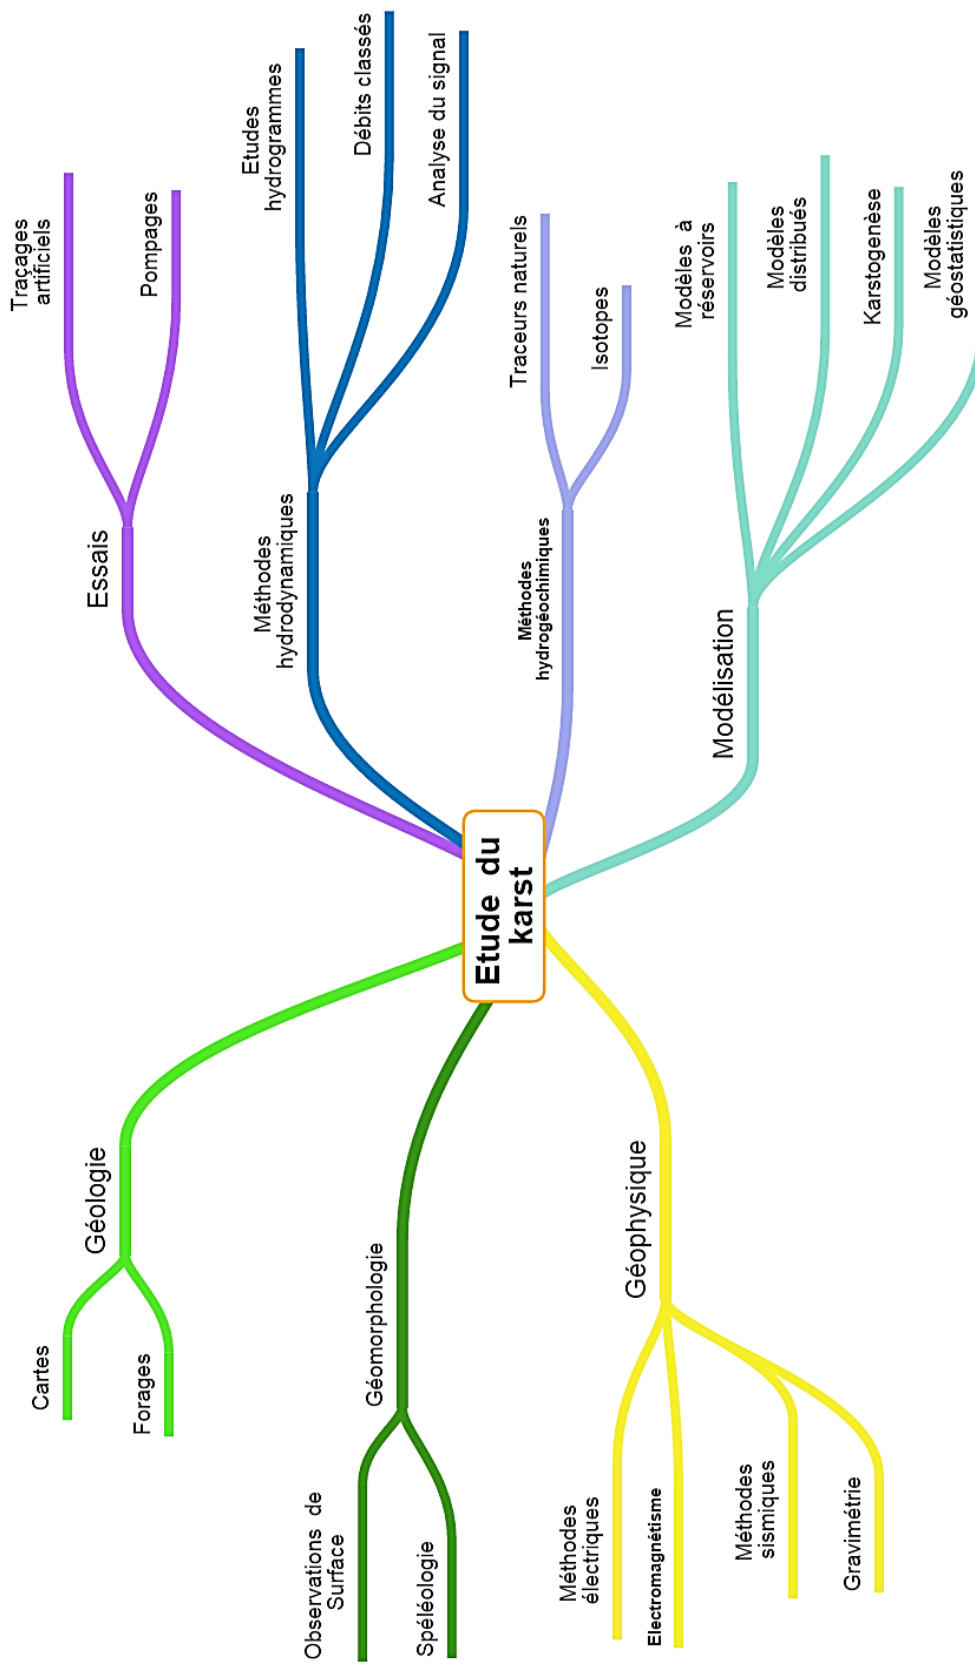 Etude du
karst
Géologie
Cartes
Forages
Géomorphologie
Observations de
Surface
Spéléologie
Géophysique
Méthodes
électriques
Electromagnétisme
Méthodes
sismiques
Gravimétrie
Essais
Traçages
artificiels
Pompages
Méthodes
hydrodynamiques
Etudes
hydrogrammes
Débits classés
Analyse du signal
Méthodes
hydrogéochimiques
Traceurs naturels
Isotopes
Modélisation
Modèles à
réservoirs
Modèles
distribués
Karstogenèse
Modèles
géostatistiques